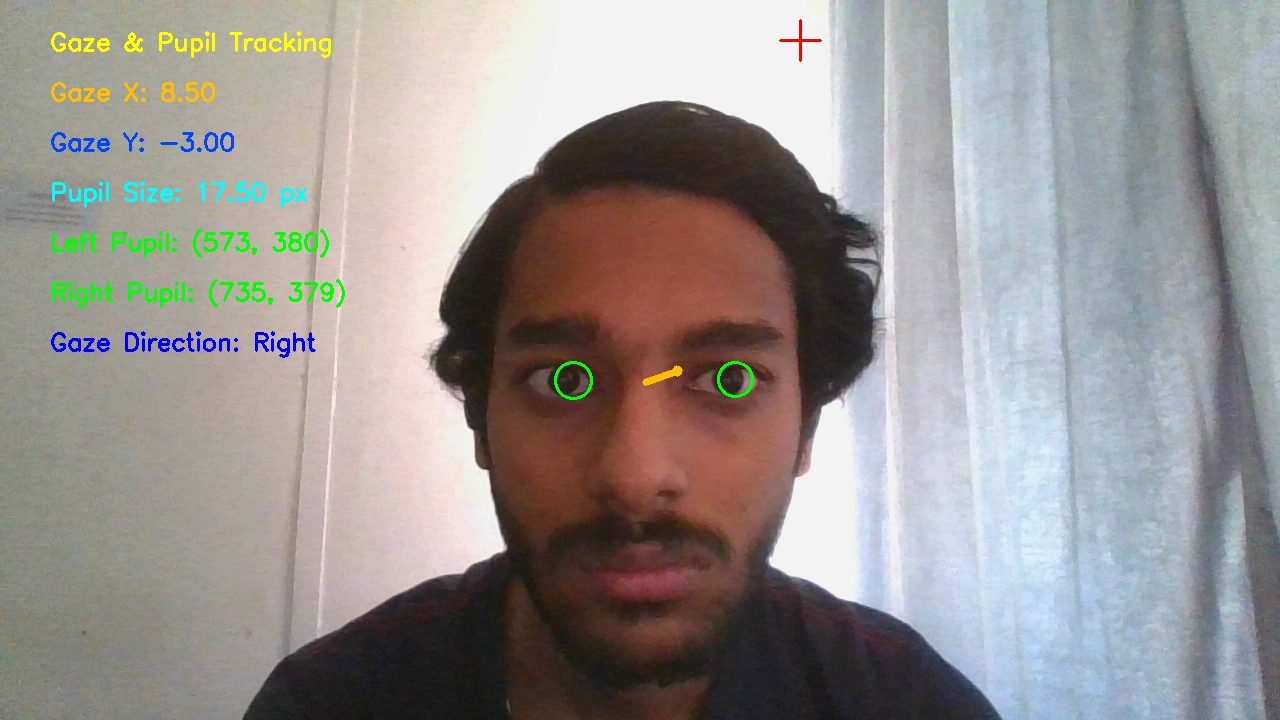 Gaze & Pupil Tracking
Gaze X: 8.50
Gaze Y: -3.00
Pupil Size: 17.50 px
Left Pupil: (573, 380)
Right Pupil: (735, 379)
Gaze Direction: Right